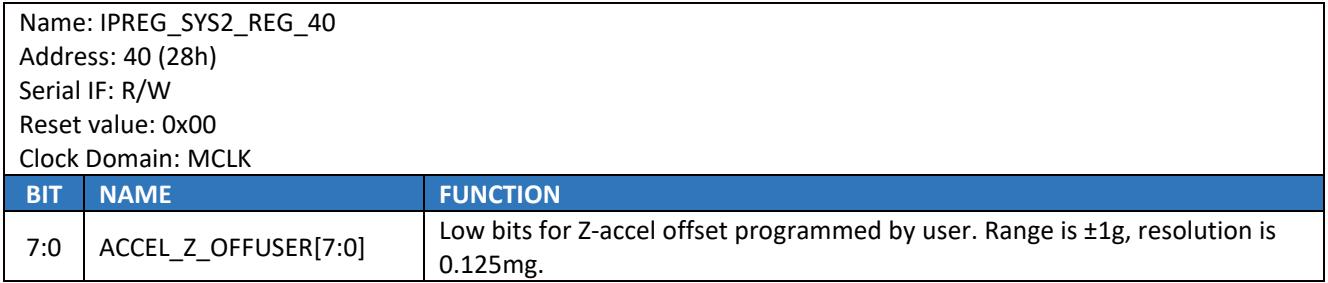 Name: IPREG_SYS2_REG_40
Address: 40 (28h)
Serial IF: R/W
Reset value: 0x00
Clock Domain: MCLK
BIT NAME FUNCTION
7:0 ACCEL_Z_OFFUSER[7:0] Low bits for Z-accel offset programmed by user. Range is ±1g, resolution is
0.125mg.